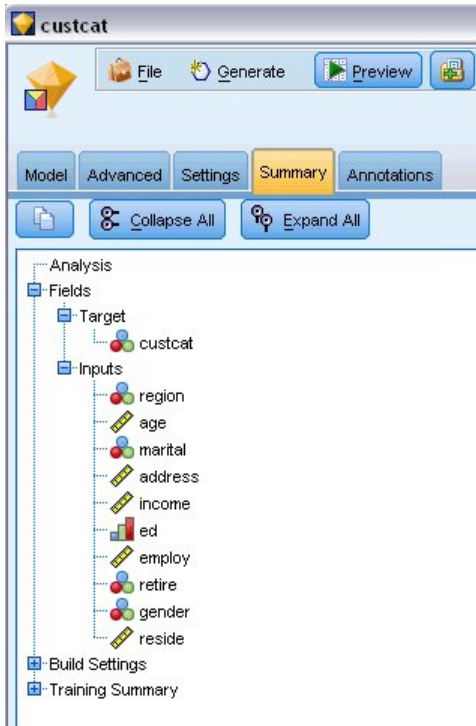 custcat
File Generate Preview
Model Advanced Settings Summary Annotations
Collapse All Expand All
Analysis
Fields
Target
custcat
Inputs
region
age
marital
address
income
ed
employ
retire
gender
reside
Build Settings
Training Summary